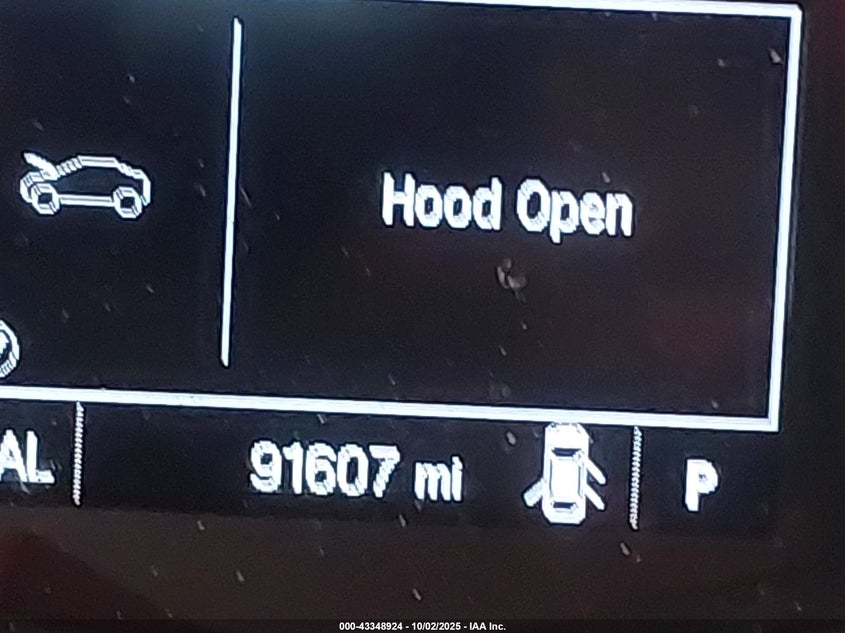 Hood Open
AL
91607 mi
P
000-43348924 - 10/02/2025 - IAA Inc.